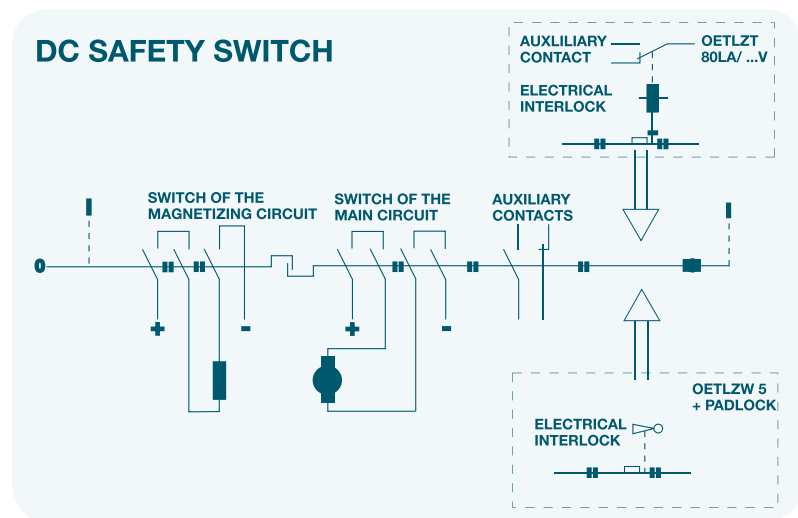 DC SAFETY SWITCH
AUXLILIARY
CONTACT
OETLZT
80LA/ ...V
ELECTRICAL
INTERLOCK
SWITCH OF THE
MAGNETIZING CIRCUIT
SWITCH OF THE
MAIN CIRCUIT
AUXILIARY
CONTACTS
I
I
0
+
-
+
-
OETLZW 5
+ PADLOCK
ELECTRICAL
INTERLOCK